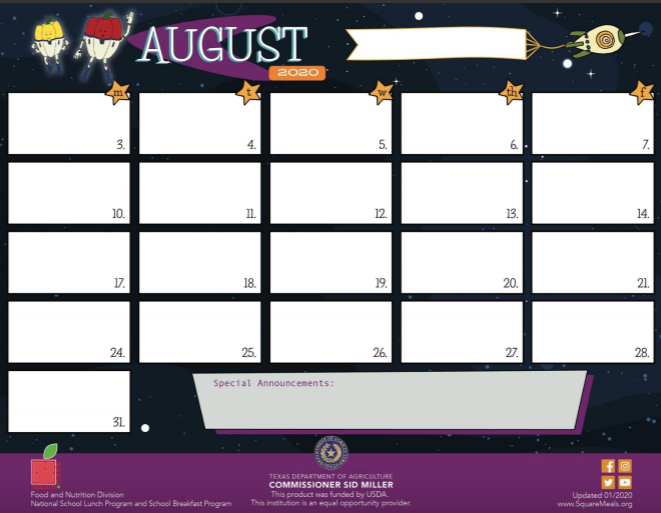 AUGUST
2020
m t w th f
3. 4. 5. 6. 7.
10. 11. 12. 13. 14.
17. 18. 19. 20. 21.
24. 25. 26. 27. 28.
31.
Special Announcements:
TEXAS DEPARTMENT OF AGRICULTURE
COMMISSIONER SID MILLER
Food and Nutrition Division
This product was funded by USDA.
Updated 01/2020
National School Lunch Program and School Breakfast Program
This institution is an equal opportunity provider.
www.SquareMeals.org